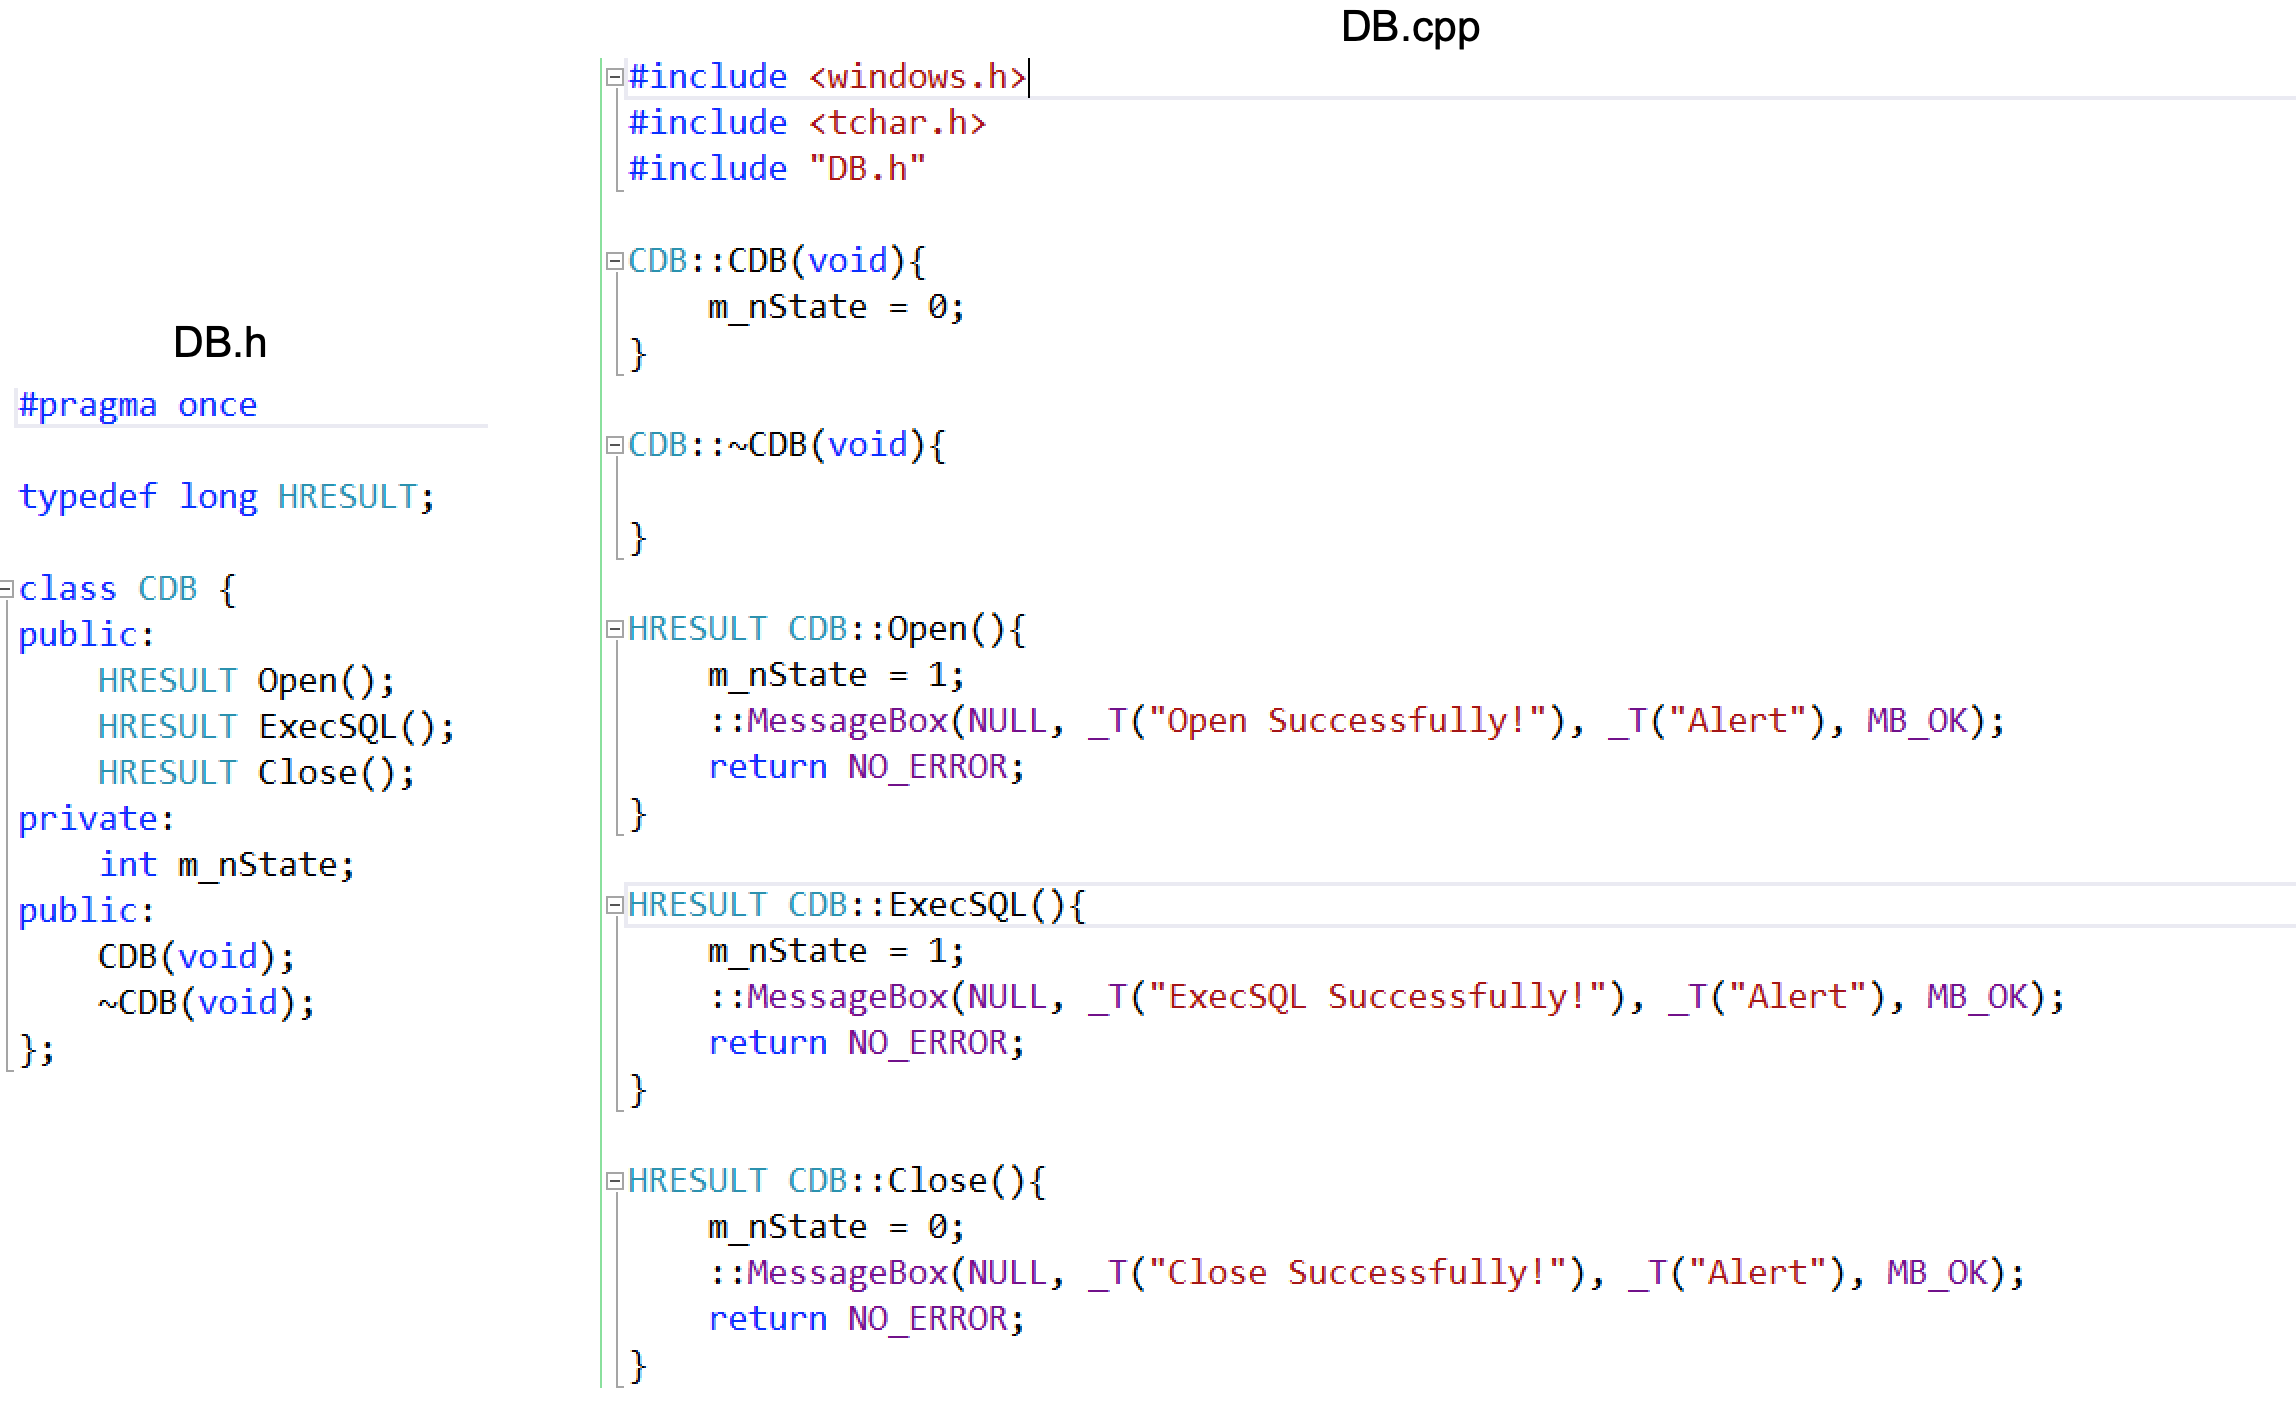 DB.h
#pragma once
typedef long HRESULT;
class CDB {
public:
    HRESULT Open();
    HRESULT ExecSQL();
    HRESULT Close();
private:
    int m_nState;
public:
    CDB(void);
    ~CDB(void);
};
DB.cpp
#include <windows.h>
#include <tchar.h>
#include "DB.h"
CDB::CDB(void){
    m_nState = 0;
}
CDB::~CDB(void){
}
HRESULT CDB::Open(){
    m_nState = 1;
    ::MessageBox(NULL, _T("Open Successfully!"), _T("Alert"), MB_OK);
    return NO_ERROR;
}
HRESULT CDB::ExecSQL(){
    m_nState = 1;
    ::MessageBox(NULL, _T("ExecSQL Successfully!"), _T("Alert"), MB_OK);
    return NO_ERROR;
}
HRESULT CDB::Close(){
    m_nState = 0;
    ::MessageBox(NULL, _T("Close Successfully!"), _T("Alert"), MB_OK);
    return NO_ERROR;
}